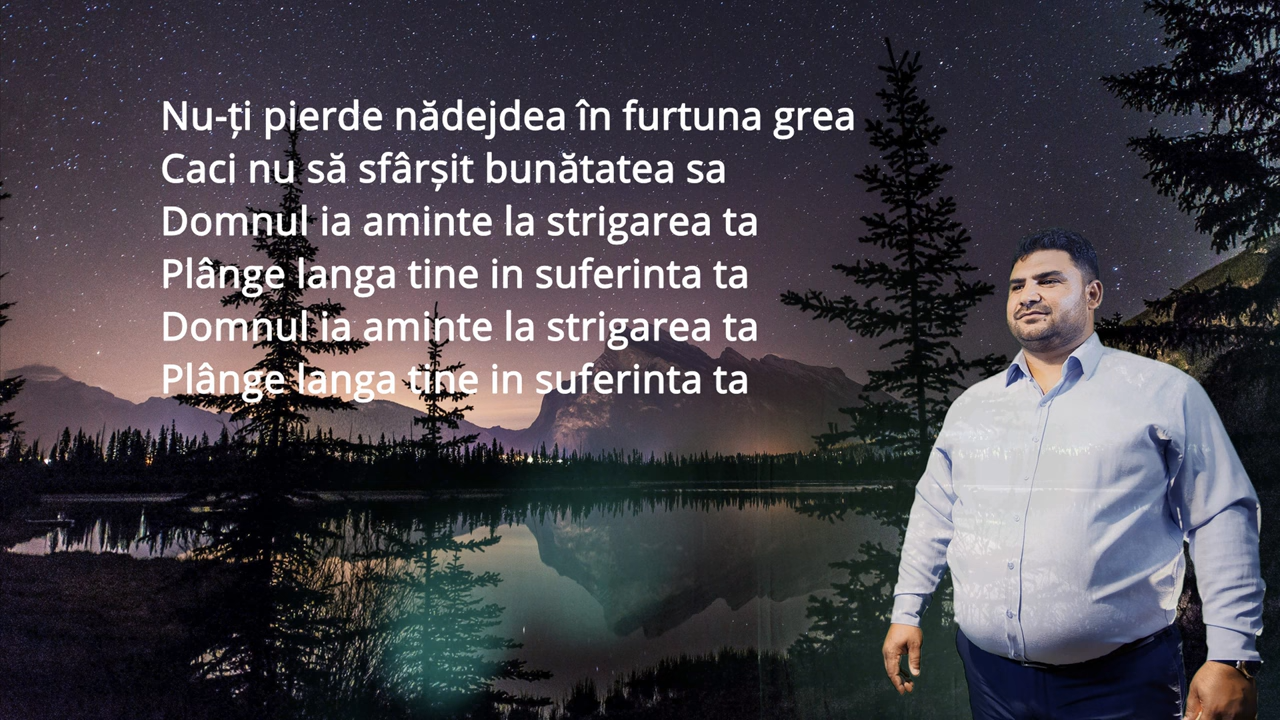 Nu-ți pierde nădejdea în furtuna grea
Caci nu să sfârșit bunătatea sa
Domnul ia aminte la strigarea ta
Plânge langa tine in suferinta ta
Domnul ia aminte la strigarea ta
Plânge langa tine in suferinta ta